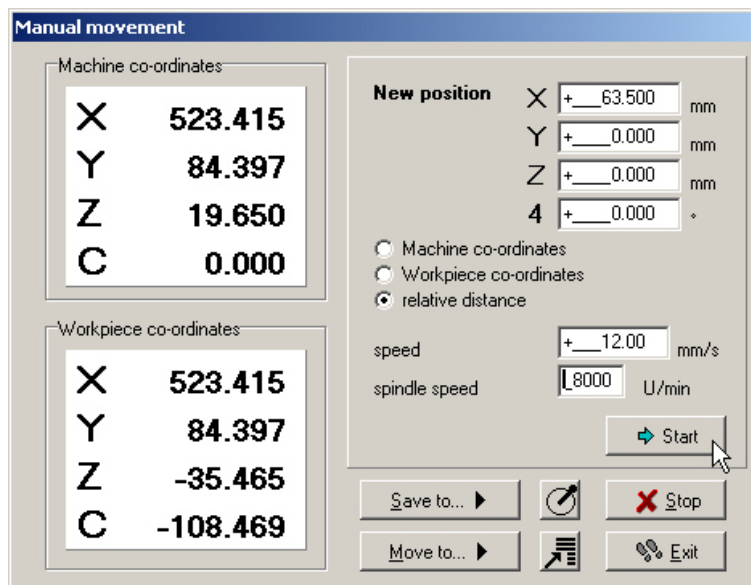 Manual movement
Machine co-ordinates
X 523.415
Y 84.397
Z 19.650
C 0.000
Workpiece co-ordinates
X 523.415
Y 84.397
Z -35.465
C -108.469
New position X +___63.500 mm
Y +____0.000 mm
Z +____0.000 mm
4 +____0.000 °
Machine co-ordinates
Workpiece co-ordinates
relative distance
speed +___12.00 mm/s
spindle speed _8000 U/min
Start
Save to...
Stop
Move to...
Exit